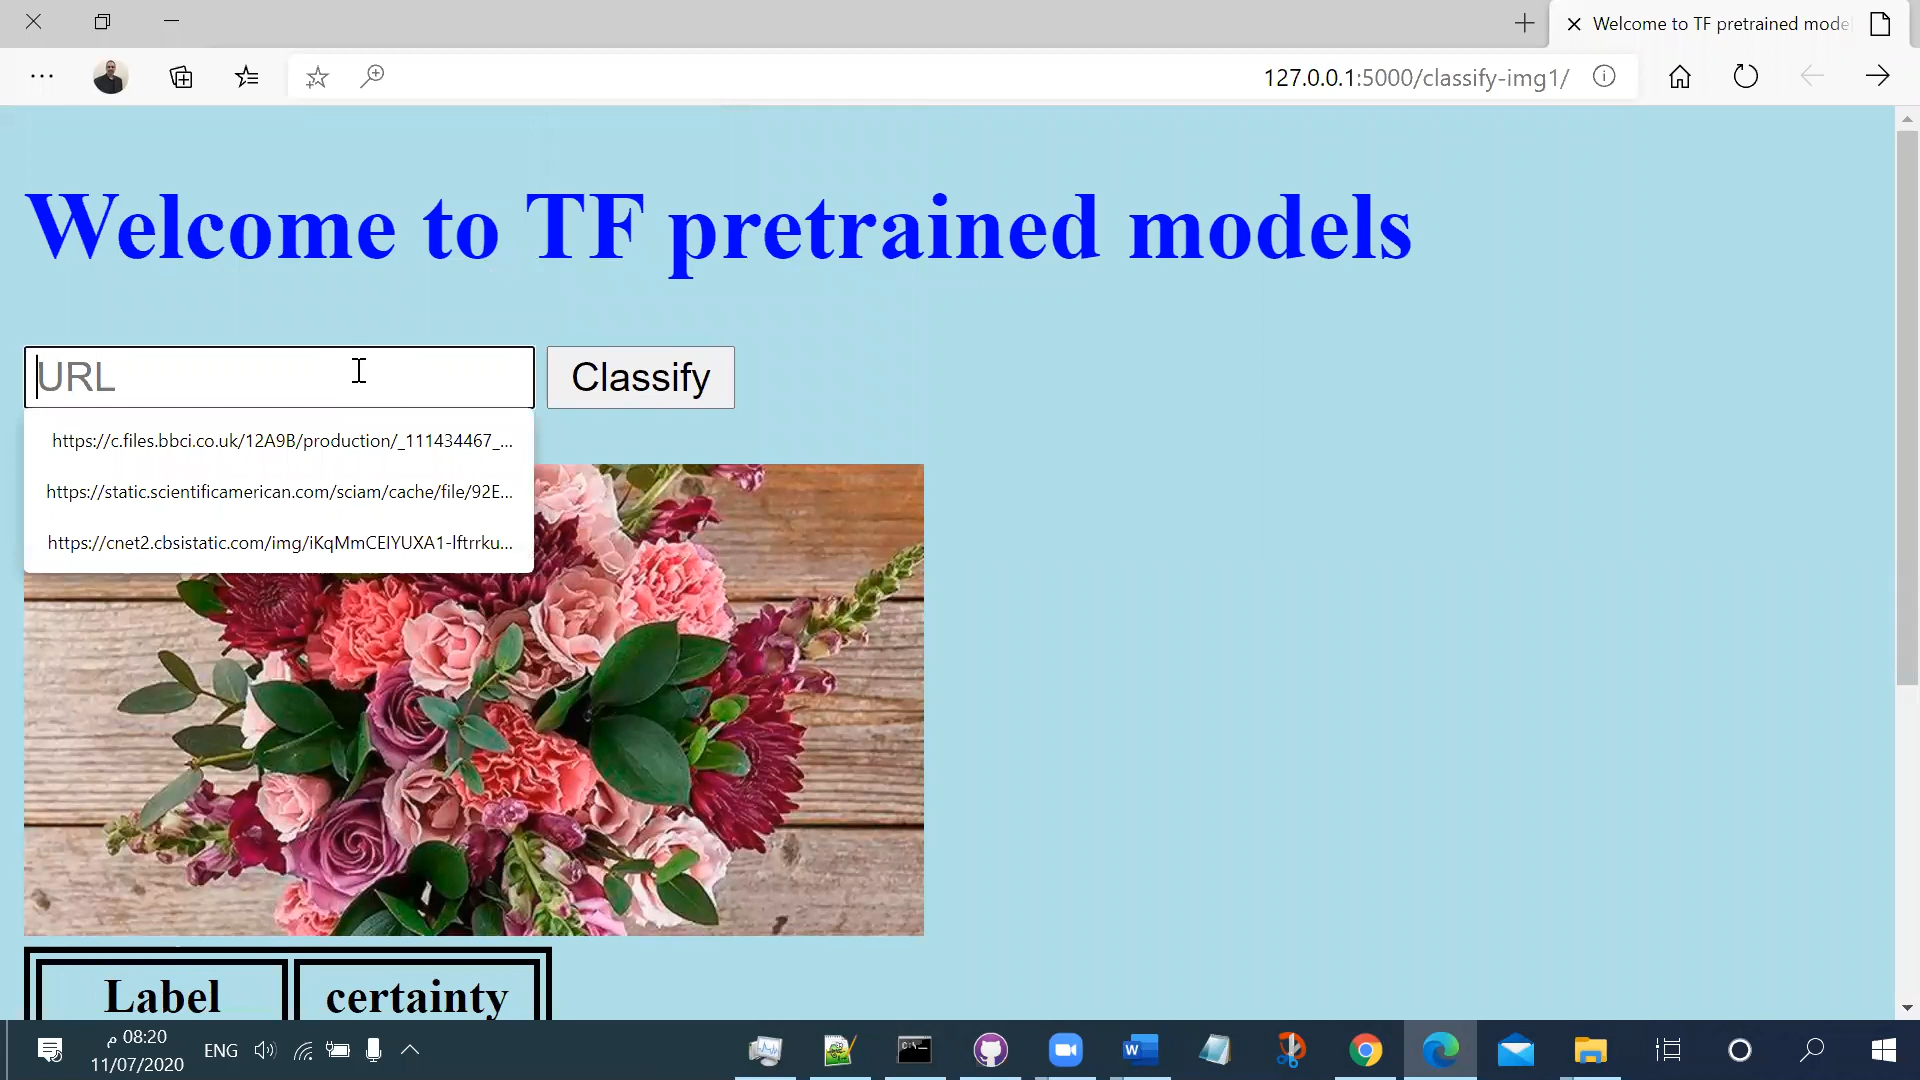 Welcome to TF pretrained mode
127.0.0.1:5000/classify-img1/
Welcome to TF pretrained models
URL
Classify
https://c.files.bbci.co.uk/12A9B/production/_111434467_...
https://static.scientificamerican.com/sciam/cache/file/92E...
https://cnet2.cbsistatic.com/img/iKqMmCEIYUXA1-lftrrku...
Label certainty
08:20 م
ENG
11/07/2020